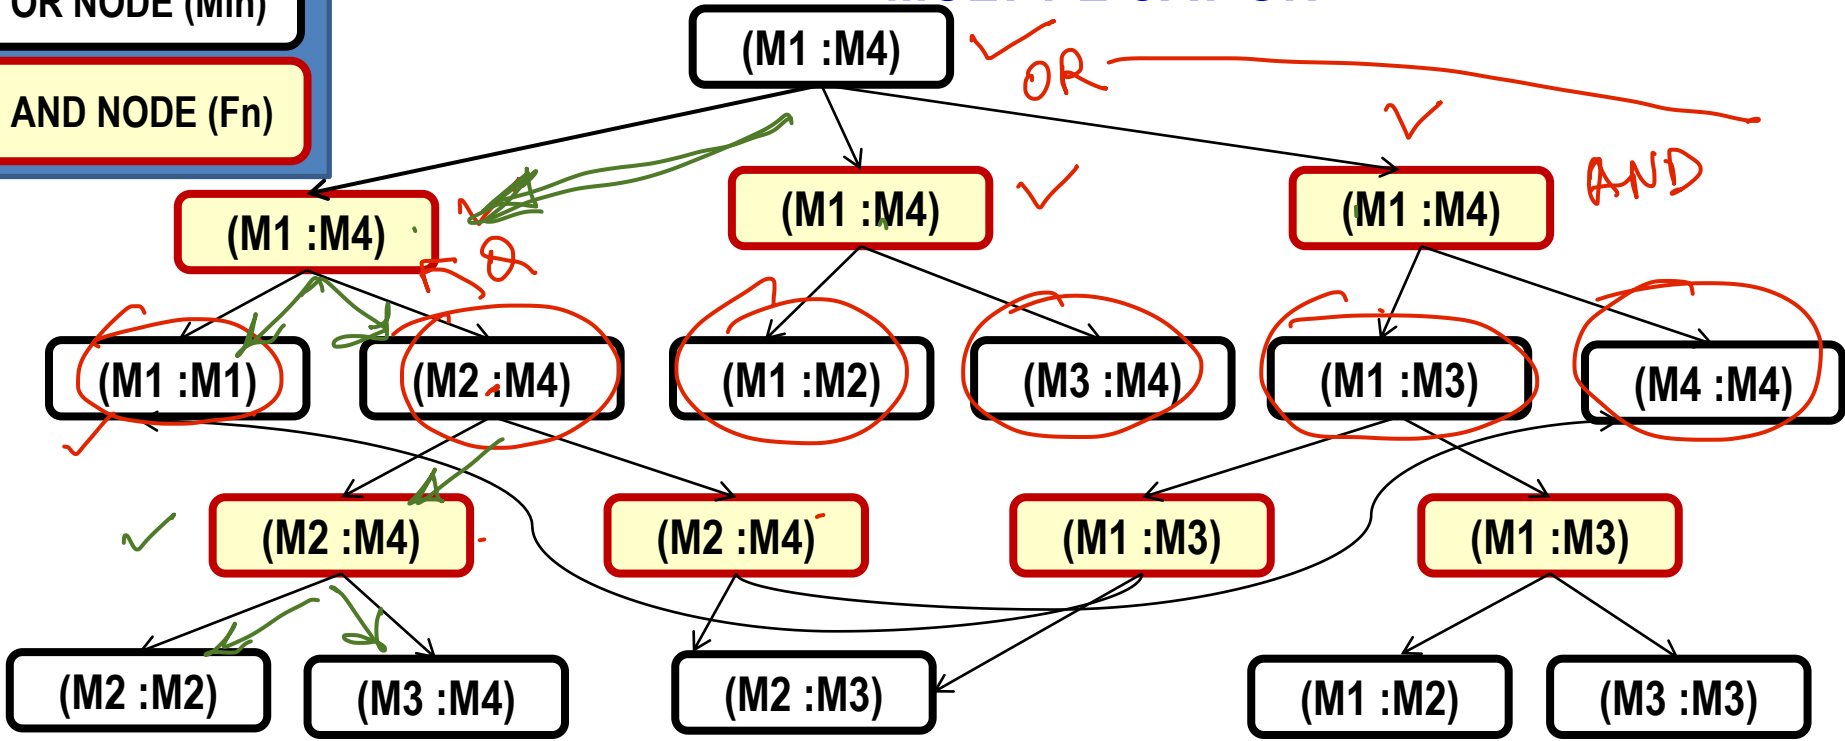 OR NODE (Min)
(M1 :M4)
OR
AND NODE (Fn)
(M1 :M4)
(M1 :M4)
(M1 :M4)
AND
(M1 :M1)
(M2 :M4)
(M1 :M2)
(M3 :M4)
(M1 :M3)
(M4 :M4)
(M2 :M4)
(M2 :M4)
(M1 :M3)
(M1 :M3)
(M2 :M2)
(M3 :M4)
(M2 :M3)
(M1 :M2)
(M3 :M3)